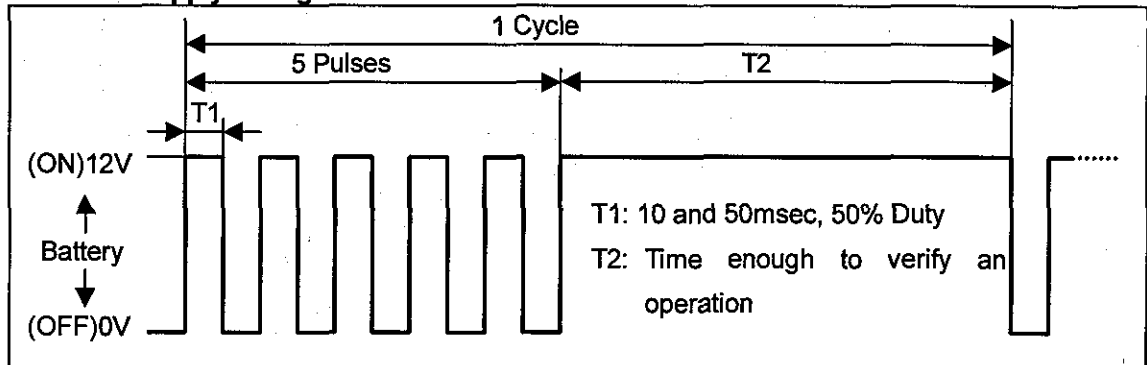 1 Cycle
5 Pulses
T2
T1
(ON)12V
Battery
(OFF)0V
T1: 10 and 50msec, 50% Duty
T2: Time enough to verify an
operation